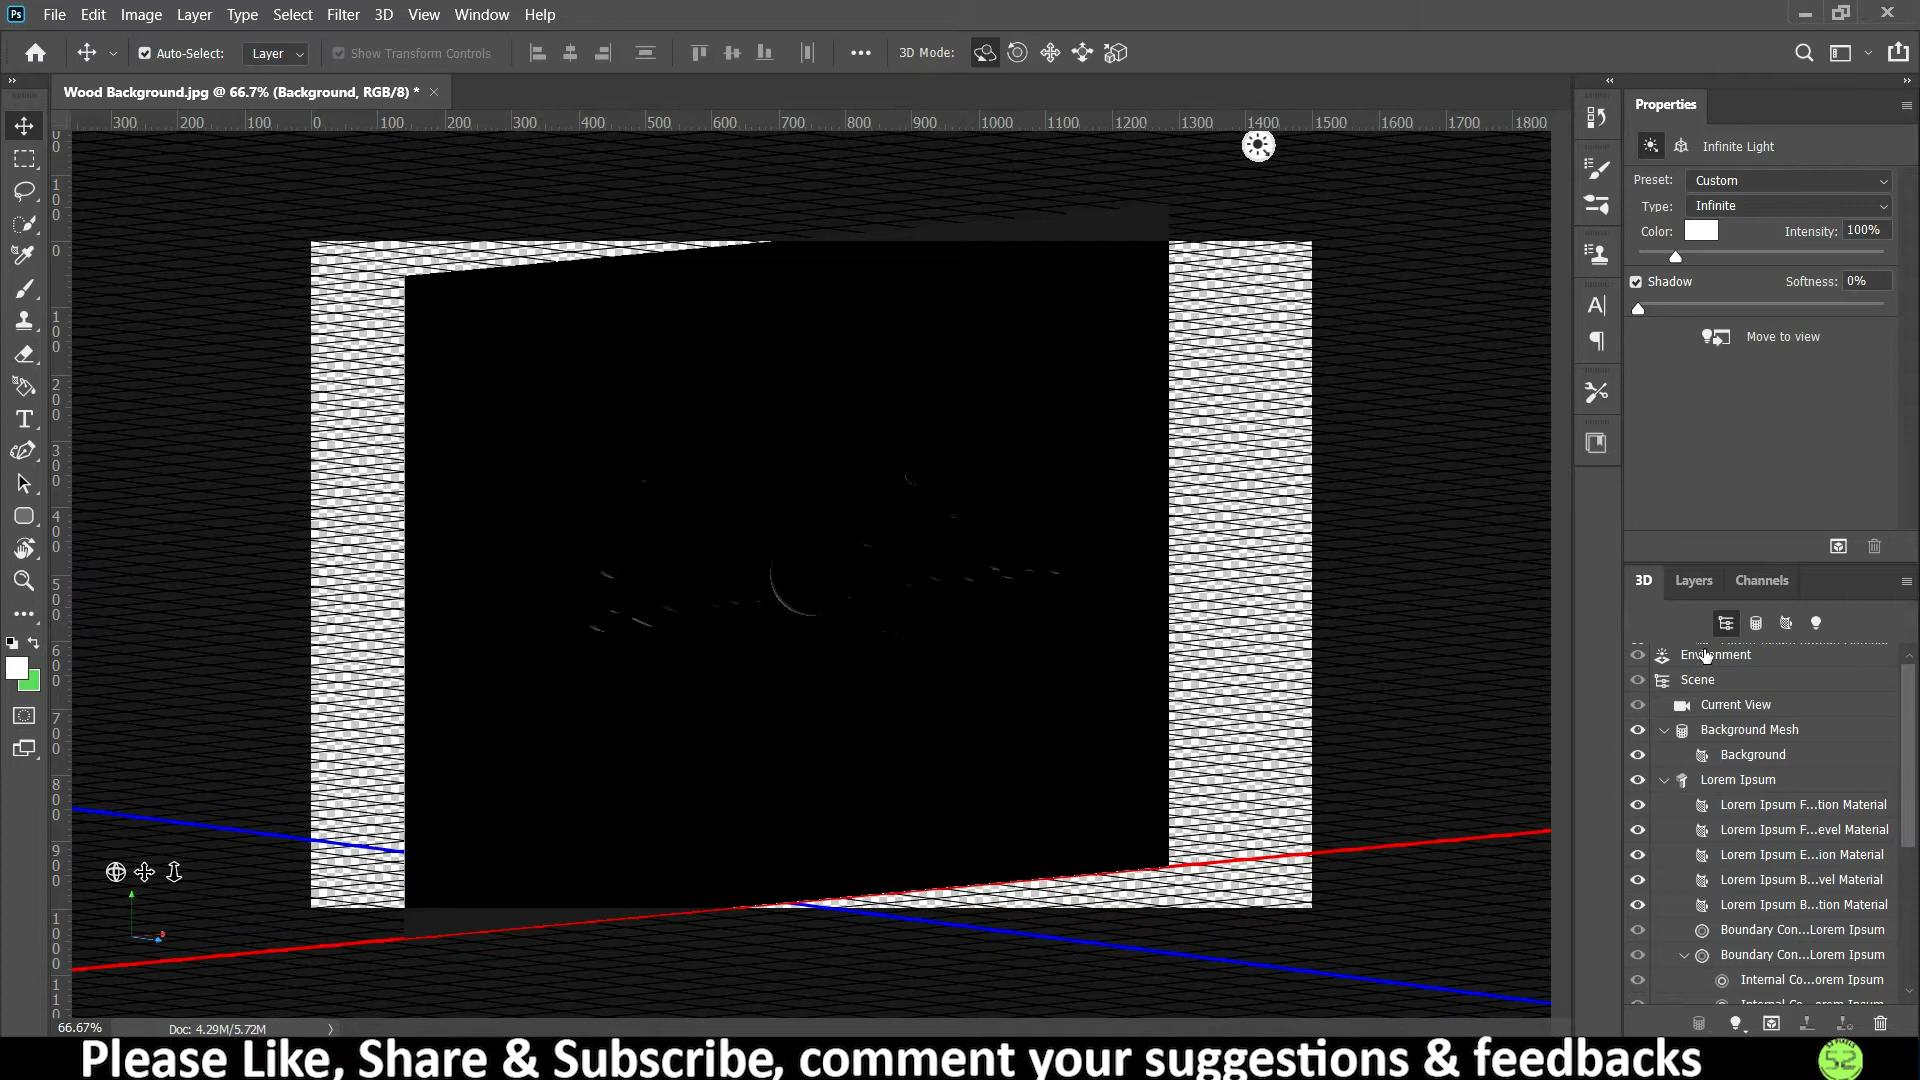 Ps File Edit Image Layer Type Select Filter 3D View Window Help
Auto-Select: Layer Show Transform Controls 3D Mode:
Wood Background.jpg @ 66.7% (Background, RGB/8) *
300 200 100 0 100 200 300 400 500 600 700 800 900 1000 1100 1200 1300 1400 1500 1600 1700 1800
Properties
Infinite Light
Preset: Custom
Type: Infinite
Color: Intensity: 100%
Shadow Softness: 0%
Move to view
3D Layers Channels
Environment
Scene
Current View
Background Mesh
Background
Lorem Ipsum
Lorem Ipsum F...tion Material
Lorem Ipsum F...evel Material
Lorem Ipsum E...ion Material
Lorem Ipsum B...vel Material
Lorem Ipsum B...tion Material
Boundary Con...Lorem Ipsum
Boundary Con...Lorem Ipsum
Internal Co...orem Ipsum
66.67% Doc: 4.29M/5.72M
Please Like, Share & Subscribe, comment your suggestions & feedbacks
52